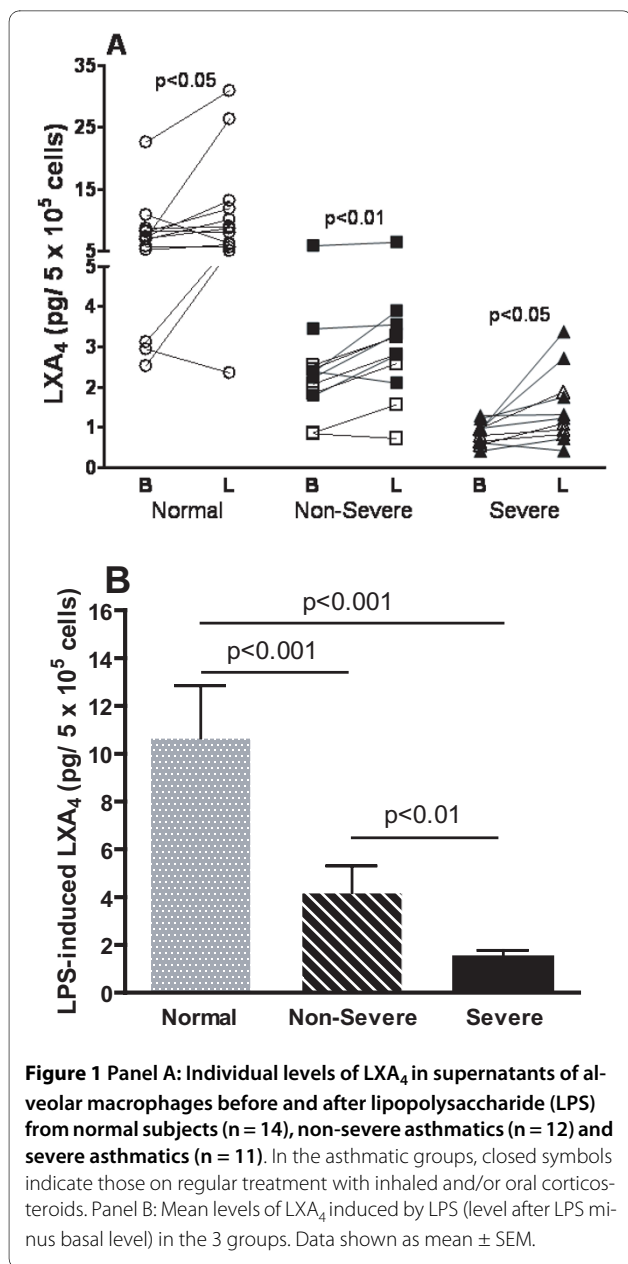 A
35
25
15
5
5
4
3
2
1
0
LXA4 (pg/ 5 x 10^5 cells)
p<0.05
p<0.01
p<0.05
B L B L B L
Normal Non-Severe Severe
B
16
14
12
10
8
6
4
2
0
LPS-induced LXA4 (pg/ 5 x 10^5 cells)
p<0.001
p<0.001
p<0.01
Normal Non-Severe Severe
Figure 1 Panel A: Individual levels of LXA4 in supernatants of al-
veolar macrophages before and after lipopolysaccharide (LPS)
from normal subjects (n = 14), non-severe asthmatics (n = 12) and
severe asthmatics (n = 11). In the asthmatic groups, closed symbols
indicate those on regular treatment with inhaled and/or oral corticos-
teroids. Panel B: Mean levels of LXA4 induced by LPS (level after LPS mi-
nus basal level) in the 3 groups. Data shown as mean ± SEM.